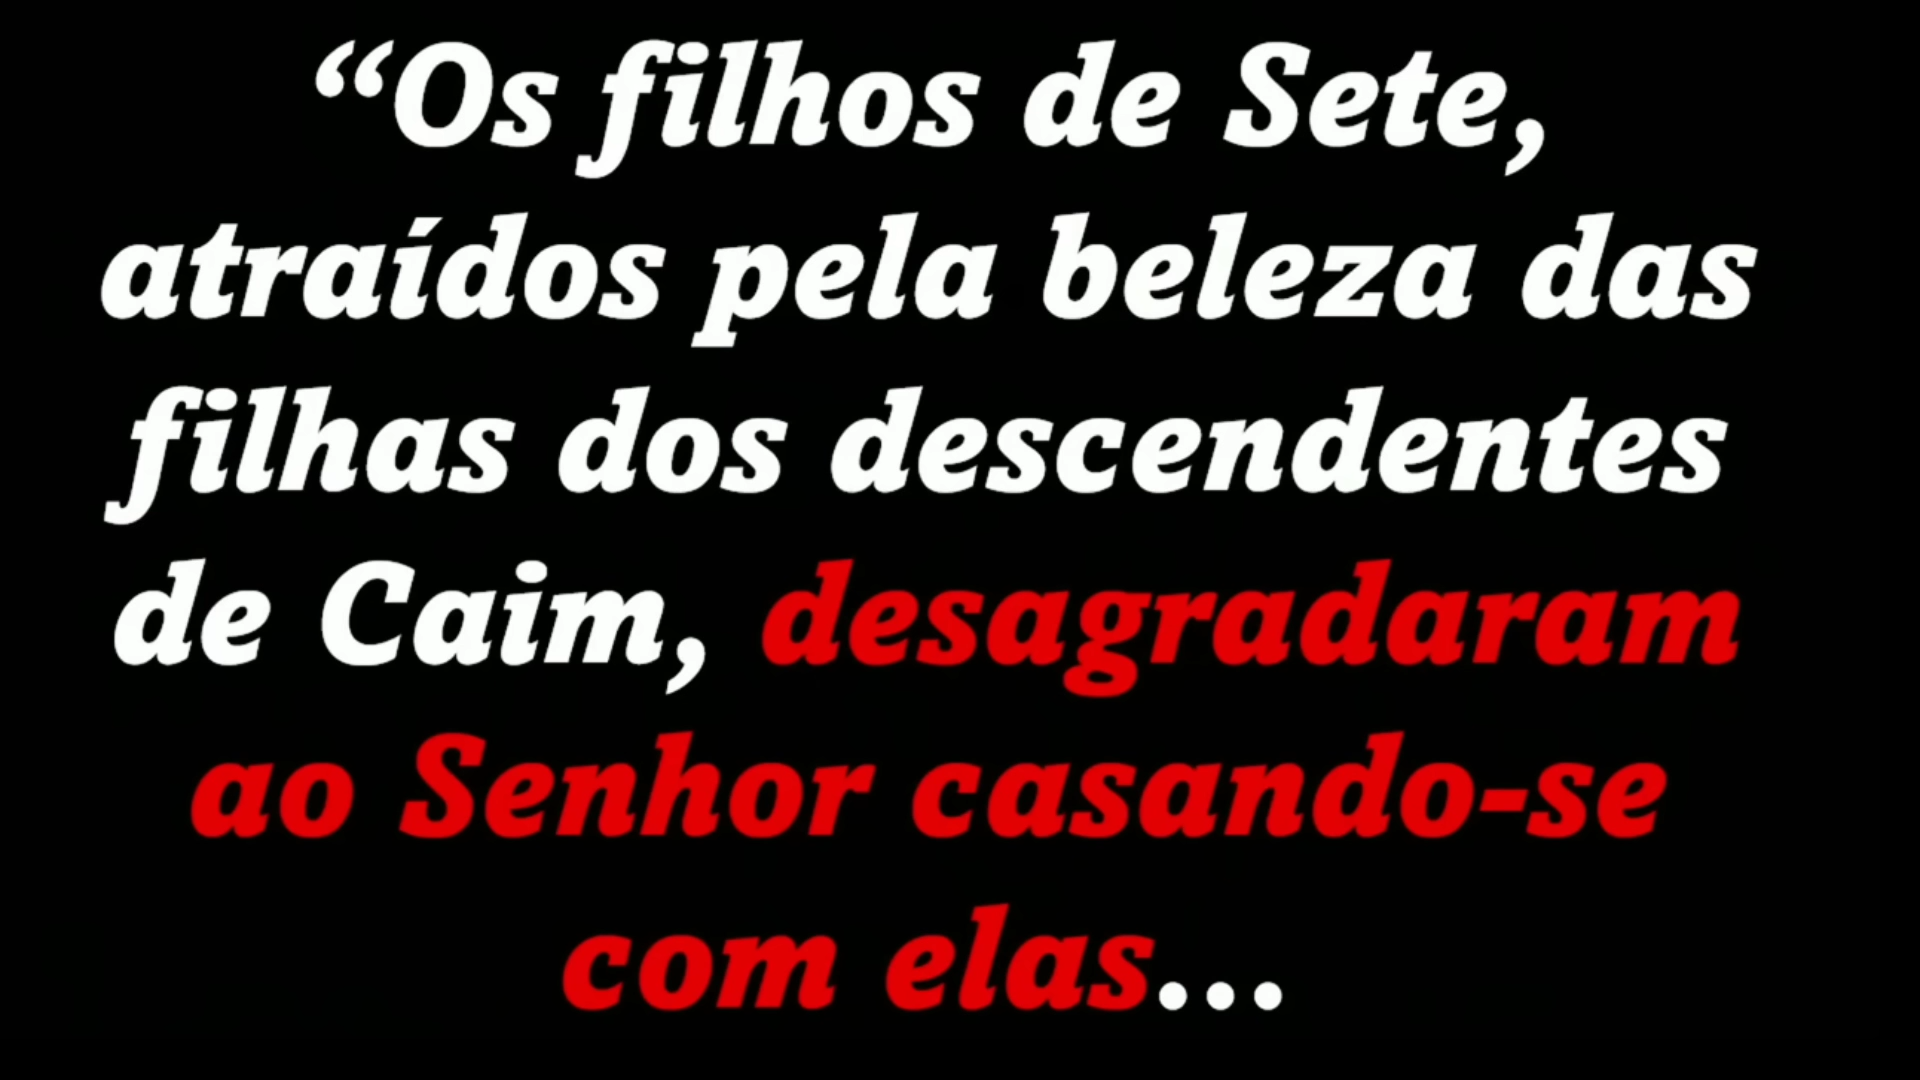 “Os filhos de Sete,
atraídos pela beleza das
filhas dos descendentes
de Caim, desagradaram
ao Senhor casando-se
com elas...